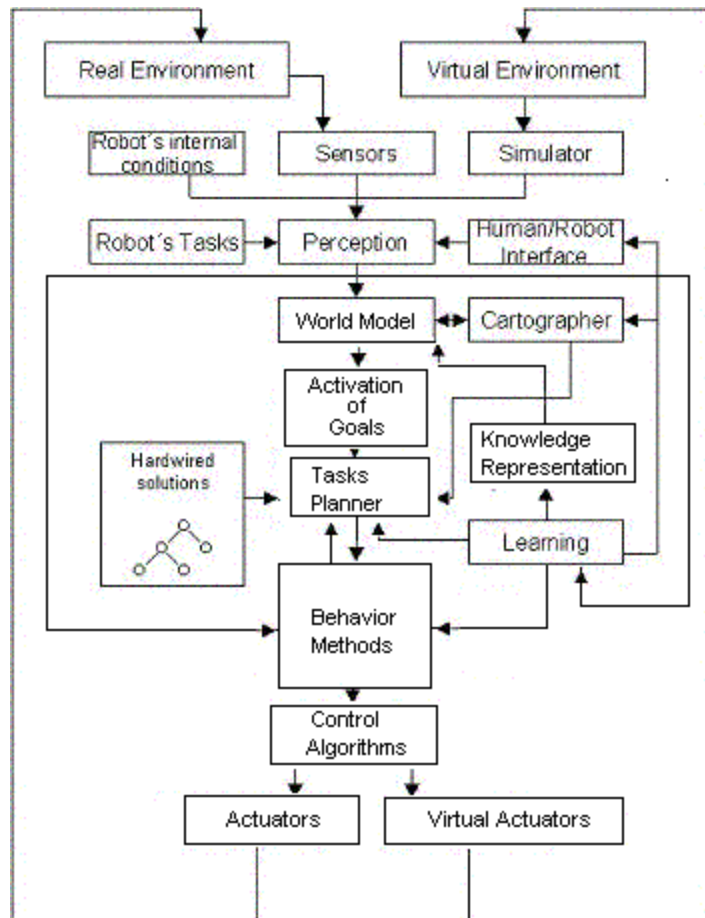 Real Environment
Virtual Environment
Robot´s internal
conditions
Sensors
Simulator
Robot´s Tasks
Perception
Human/Robot
Interface
World Model
Cartographer
Activation
of
Goals
Knowledge
Representation
Hardwired
solutions
Tasks
Planner
Learning
Behavior
Methods
Control
Algorithms
Actuators
Virtual Actuators